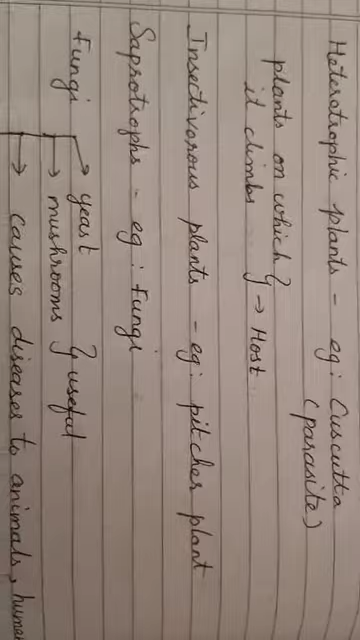 Heterotrophic plants - eg: Cuscutta
(parasite)
plants on which } → Host
it climbs
Insectivorous plants - eg: pitcher plant
Saprotrophs - eg: Fungi
Fungi → yeast
→ mushrooms } useful
→ causes diseases to animals, human